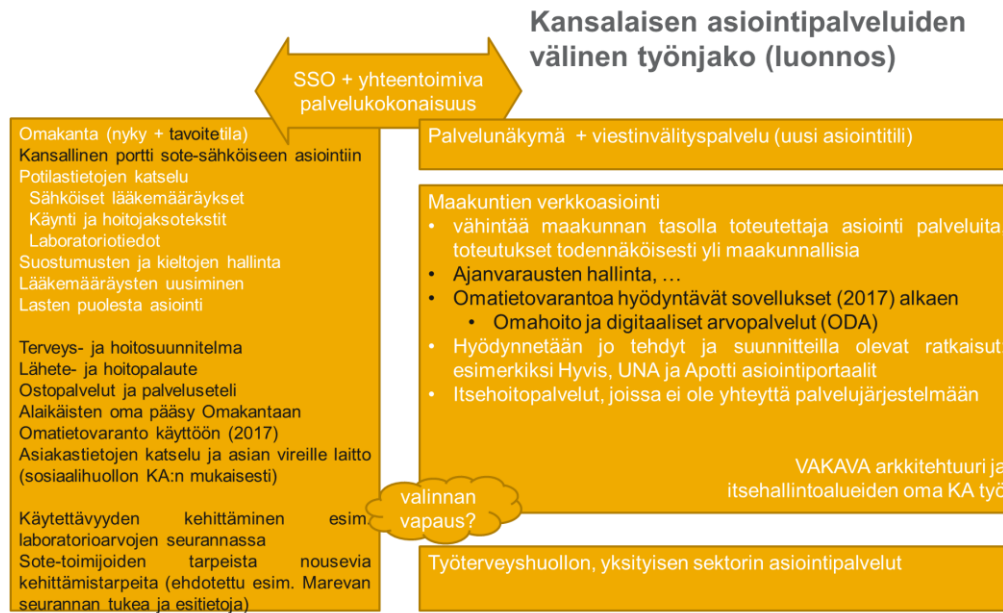 Kansalaisen asiointipalveluiden
välinen työnjako (luonnos)
SSO + yhteentoimiva
palvelukokonaisuus
Omakanta (nyky + tavoitetila)
Kansallinen portti sote-sähköiseen asiointiin
Potilastietojen katselu
Sähköiset lääkemääräykset
Käynti ja hoitojaksotekstit
Laboratoriotiedot
Suostumusten ja kieltojen hallinta
Lääkemääräysten uusiminen
Lasten puolesta asiointi
Terveys- ja hoitosuunnitelma
Lähete- ja hoitopalaute
Ostopalvelut ja palveluseteli
Alaikäisten oma pääsy Omakantaan
Omatietovaranto käyttöön (2017)
Asiakastietojen katselu ja asian vireille laitto
(sosiaalihuollon KA:n mukaisesti)
Käytettävyyden kehittäminen esim.
laboratorioarvojen seurannassa
Sote-toimijoiden tarpeista nousevia
kehittämistarpeita (ehdotettu esim. Marevan
seurannan tukea ja esitietoja)
Palvelunäkymä + viestinvälityspalvelu (uusi asiointitili)
Maakuntien verkkoasiointi
• vähintää maakunnan tasolla toteutettaja asiointi palveluita
toteutukset todennäköisesti yli maakunnallisia
• Ajanvarausten hallinta, …
• Omatietovarantoa hyödyntävät sovellukset (2017) alkaen
• Omahoito ja digitaaliset arvopalvelut (ODA)
• Hyödynnetään jo tehdyt ja suunnitteilla olevat ratkaisut
esimerkiksi Hyvis, UNA ja Apotti asiointiportaalit
• Itsehoitopalvelut, joissa ei ole yhteyttä palvelujärjestelmään
VAKAVA arkkitehtuuri ja
itsehallintoalueiden oma KA työ
valinnan
vapaus?
Työterveyshuollon, yksityisen sektorin asiointipalvelut